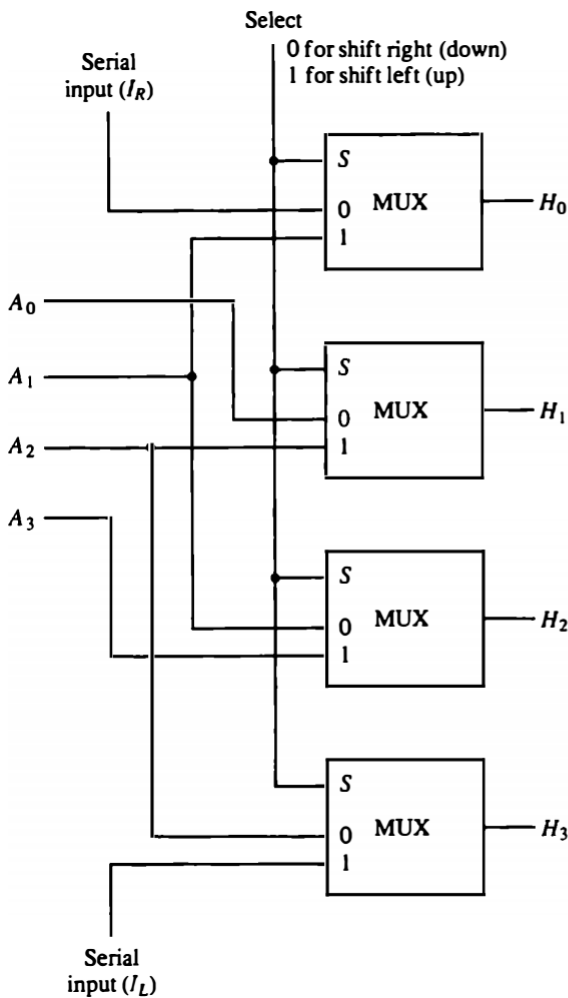 Select
0 for shift right (down)
1 for shift left (up)
Serial
input (I_R)
S
0 MUX
1
H_0
A_0
A_1
A_2
A_3
S
0 MUX
1
H_1
S
0 MUX
1
H_2
S
0 MUX
1
H_3
Serial
input (I_L)